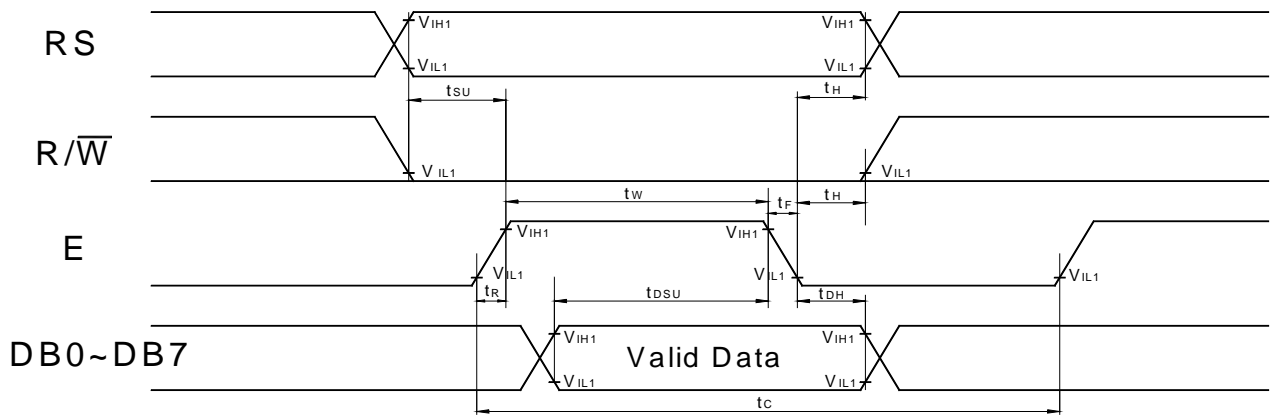 RS
VIH1
VIH1
VIL1
VIL1
tSU
tH
R/W̅
VIL1
VIL1
tW
tF
tH
E
VIH1
VIH1
VIL1
VIL1
VIL1
tR
tDSU
tDH
DB0~DB7
VIH1
Valid Data
VIH1
VIL1
VIL1
tC